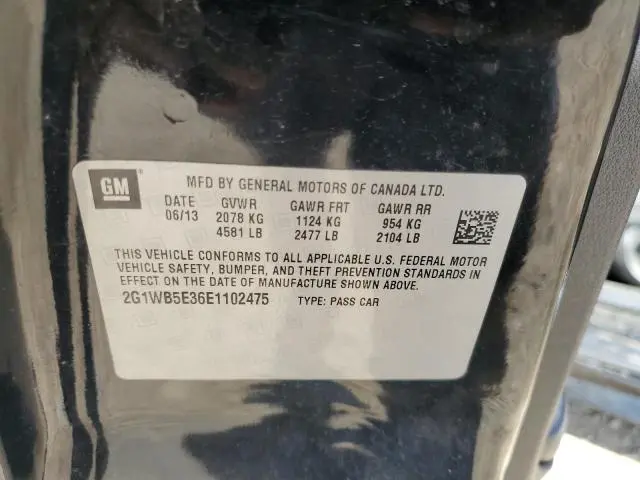 GM
MFD BY GENERAL MOTORS OF CANADA LTD.
DATE GVWR GAWR FRT GAWR RR
06/13 2078 KG 1124 KG 954 KG
4581 LB 2477 LB 2104 LB
THIS VEHICLE CONFORMS TO ALL APPLICABLE U.S. FEDERAL MOTOR
VEHICLE SAFETY, BUMPER, AND THEFT PREVENTION STANDARDS IN
EFFECT ON THE DATE OF MANUFACTURE SHOWN ABOVE.
2G1WB5E36E1102475 TYPE: PASS CAR